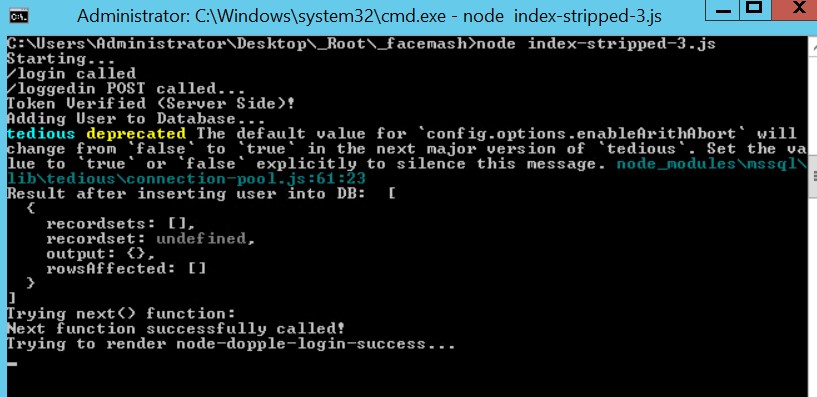 Administrator: C:\Windows\system32\cmd.exe - node  index-stripped-3.js
C:\Users\Administrator\Desktop\_Root\_facemash>node index-stripped-3.js
Starting...
/login called
/loggedin POST called...
Token Verified (Server Side)!
Adding User to Database...
tedious deprecated The default value for `config.options.enableArithAbort` will
change from `false` to `true` in the next major version of `tedious`. Set the va
lue to `true` or `false` explicitly to silence this message. node_modules\mssql\
lib\tedious\connection-pool.js:61:23
Result after inserting user into DB:  [
  {
    recordsets: [],
    recordset: undefined,
    output: {},
    rowsAffected: []
  }
]
Trying next() function:
Next function successfully called!
Trying to render node-dopple-login-success...